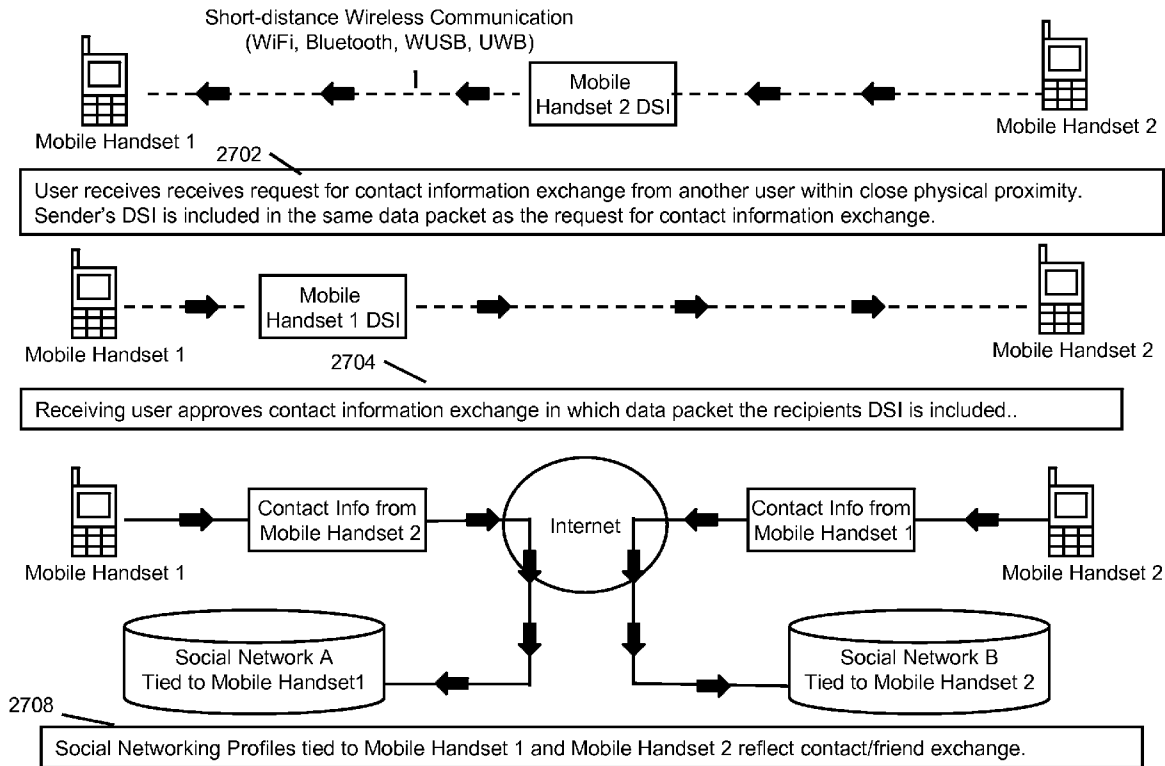 Short-distance Wireless Communication
(WiFi, Bluetooth, WUSB, UWB)
Mobile
Handset 2 DSI
Mobile Handset 1
Mobile Handset 2
2702
User receives receives request for contact information exchange from another user within close physical proximity.
Sender's DSI is included in the same data packet as the request for contact information exchange.
Mobile
Handset 1 DSI
Mobile Handset 1
Mobile Handset 2
2704
Receiving user approves contact information exchange in which data packet the recipients DSI is included..
Contact Info from
Mobile Handset 2
Internet
Contact Info from
Mobile Handset 1
Mobile Handset 1
Mobile Handset 2
Social Network A
Tied to Mobile Handset1
Social Network B
Tied to Mobile Handset 2
2708
Social Networking Profiles tied to Mobile Handset 1 and Mobile Handset 2 reflect contact/friend exchange.